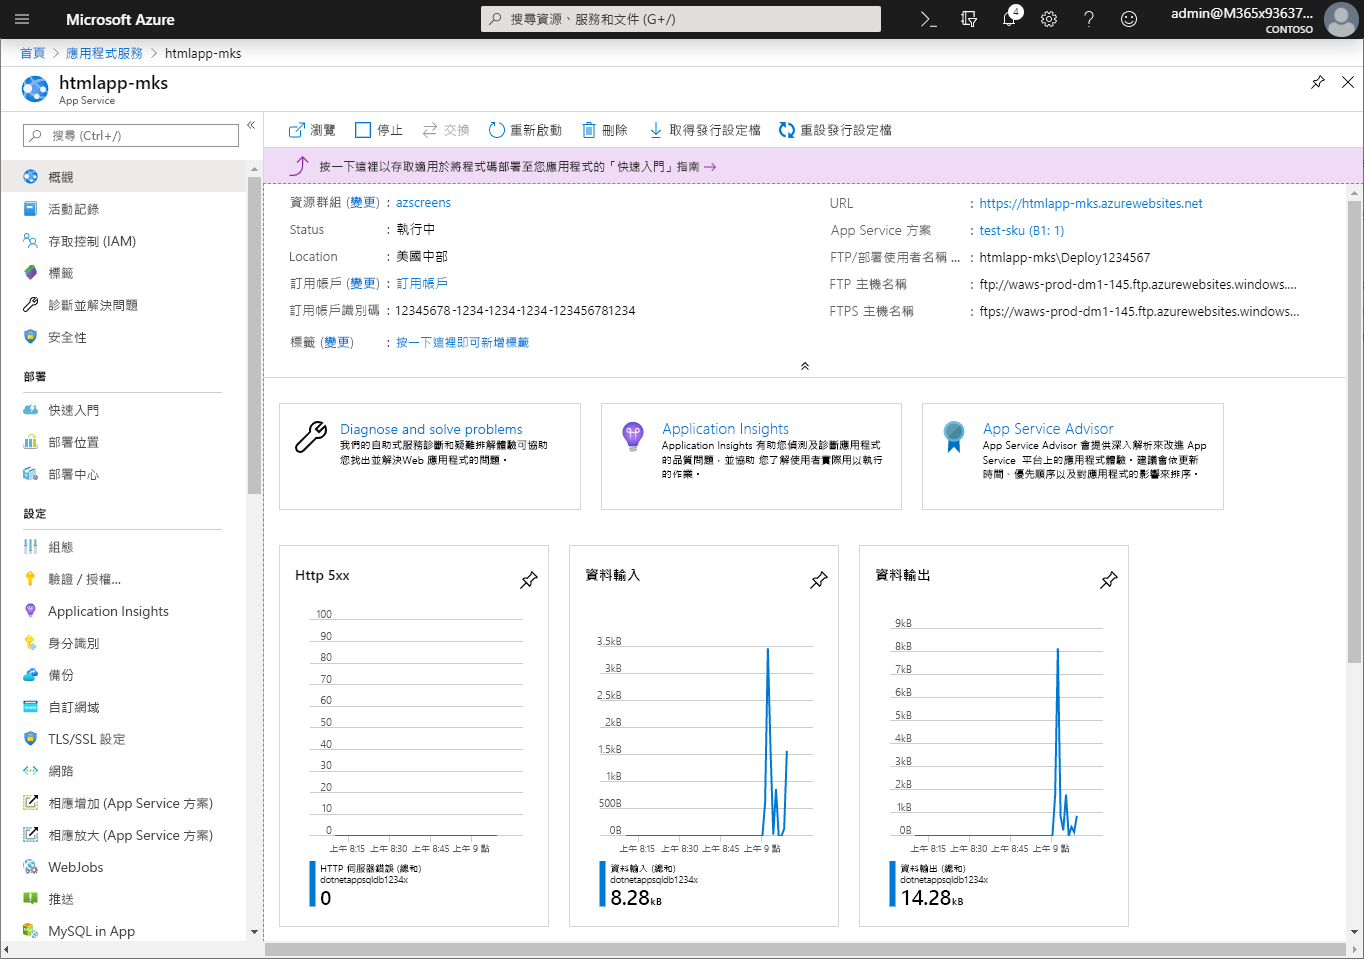 Microsoft Azure
搜尋資源、服務和文件 (G+/)
4
admin@M365x93637...
CONTOSO
首頁 > 應用程式服務 > htmlapp-mks
htmlapp-mks
App Service
搜尋 (Ctrl+/)
概觀
活動記錄
存取控制 (IAM)
標籤
診斷並解決問題
安全性
部署
快速入門
部署位置
部署中心
設定
組態
驗證 / 授權...
Application Insights
身分識別
備份
自訂網域
TLS/SSL 設定
網路
相應增加 (App Service 方案)
相應放大 (App Service 方案)
WebJobs
推送
MySQL in App
瀏覽
停止
交換
重新啟動
刪除
取得發行設定檔
重設發行設定檔
按一下這裡以存取適用於將程式碼部署至您應用程式的「快速入門」指南 →
資源群組 (變更) : azscreens
Status : 執行中
Location : 美國中部
訂用帳戶 (變更) : 訂用帳戶
訂用帳戶識別碼 : 12345678-1234-1234-1234-123456781234
標籤 (變更) : 按一下這裡即可新增標籤
URL : https://htmlapp-mks.azurewebsites.net
App Service 方案 : test-sku (B1: 1)
FTP/部署使用者名稱 ... : htmlapp-mks\Deploy1234567
FTP 主機名稱 : ftp://waws-prod-dm1-145.ftp.azurewebsites.windows....
FTPS 主機名稱 : ftps://waws-prod-dm1-145.ftp.azurewebsites.windows...
Diagnose and solve problems
我們的自助式服務診斷和疑難排解體驗可協助
您找出並解決Web 應用程式的問題。
Application Insights
Application Insights 有助您偵測及診斷應用程式
的品質問題，並協助 您了解使用者實際用以執行
的作業。
App Service Advisor
App Service Advisor 會提供深入解析來改進 App
Service 平台上的應用程式體驗。建議會依更新
時間、優先順序以及對應用程式的影響來排序。
Http 5xx
100
90
80
70
60
50
40
30
20
10
0
上午 8:15 上午 8:30 上午 8:45 上午 9 點
HTTP 伺服器錯誤 (總和)
dotnetappsqldb1234x
0
資料輸入
3.5kB
3kB
2.5kB
2kB
1.5kB
1kB
500B
0B
上午 8:15 上午 8:30 上午 8:45 上午 9 點
資料輸入 (總和)
dotnetappsqldb1234x
8.28kB
資料輸出
9kB
8kB
7kB
6kB
5kB
4kB
3kB
2kB
1kB
0B
上午 8:15 上午 8:30 上午 8:45 上午 9 點
資料輸出 (總和)
dotnetappsqldb1234x
14.28kB